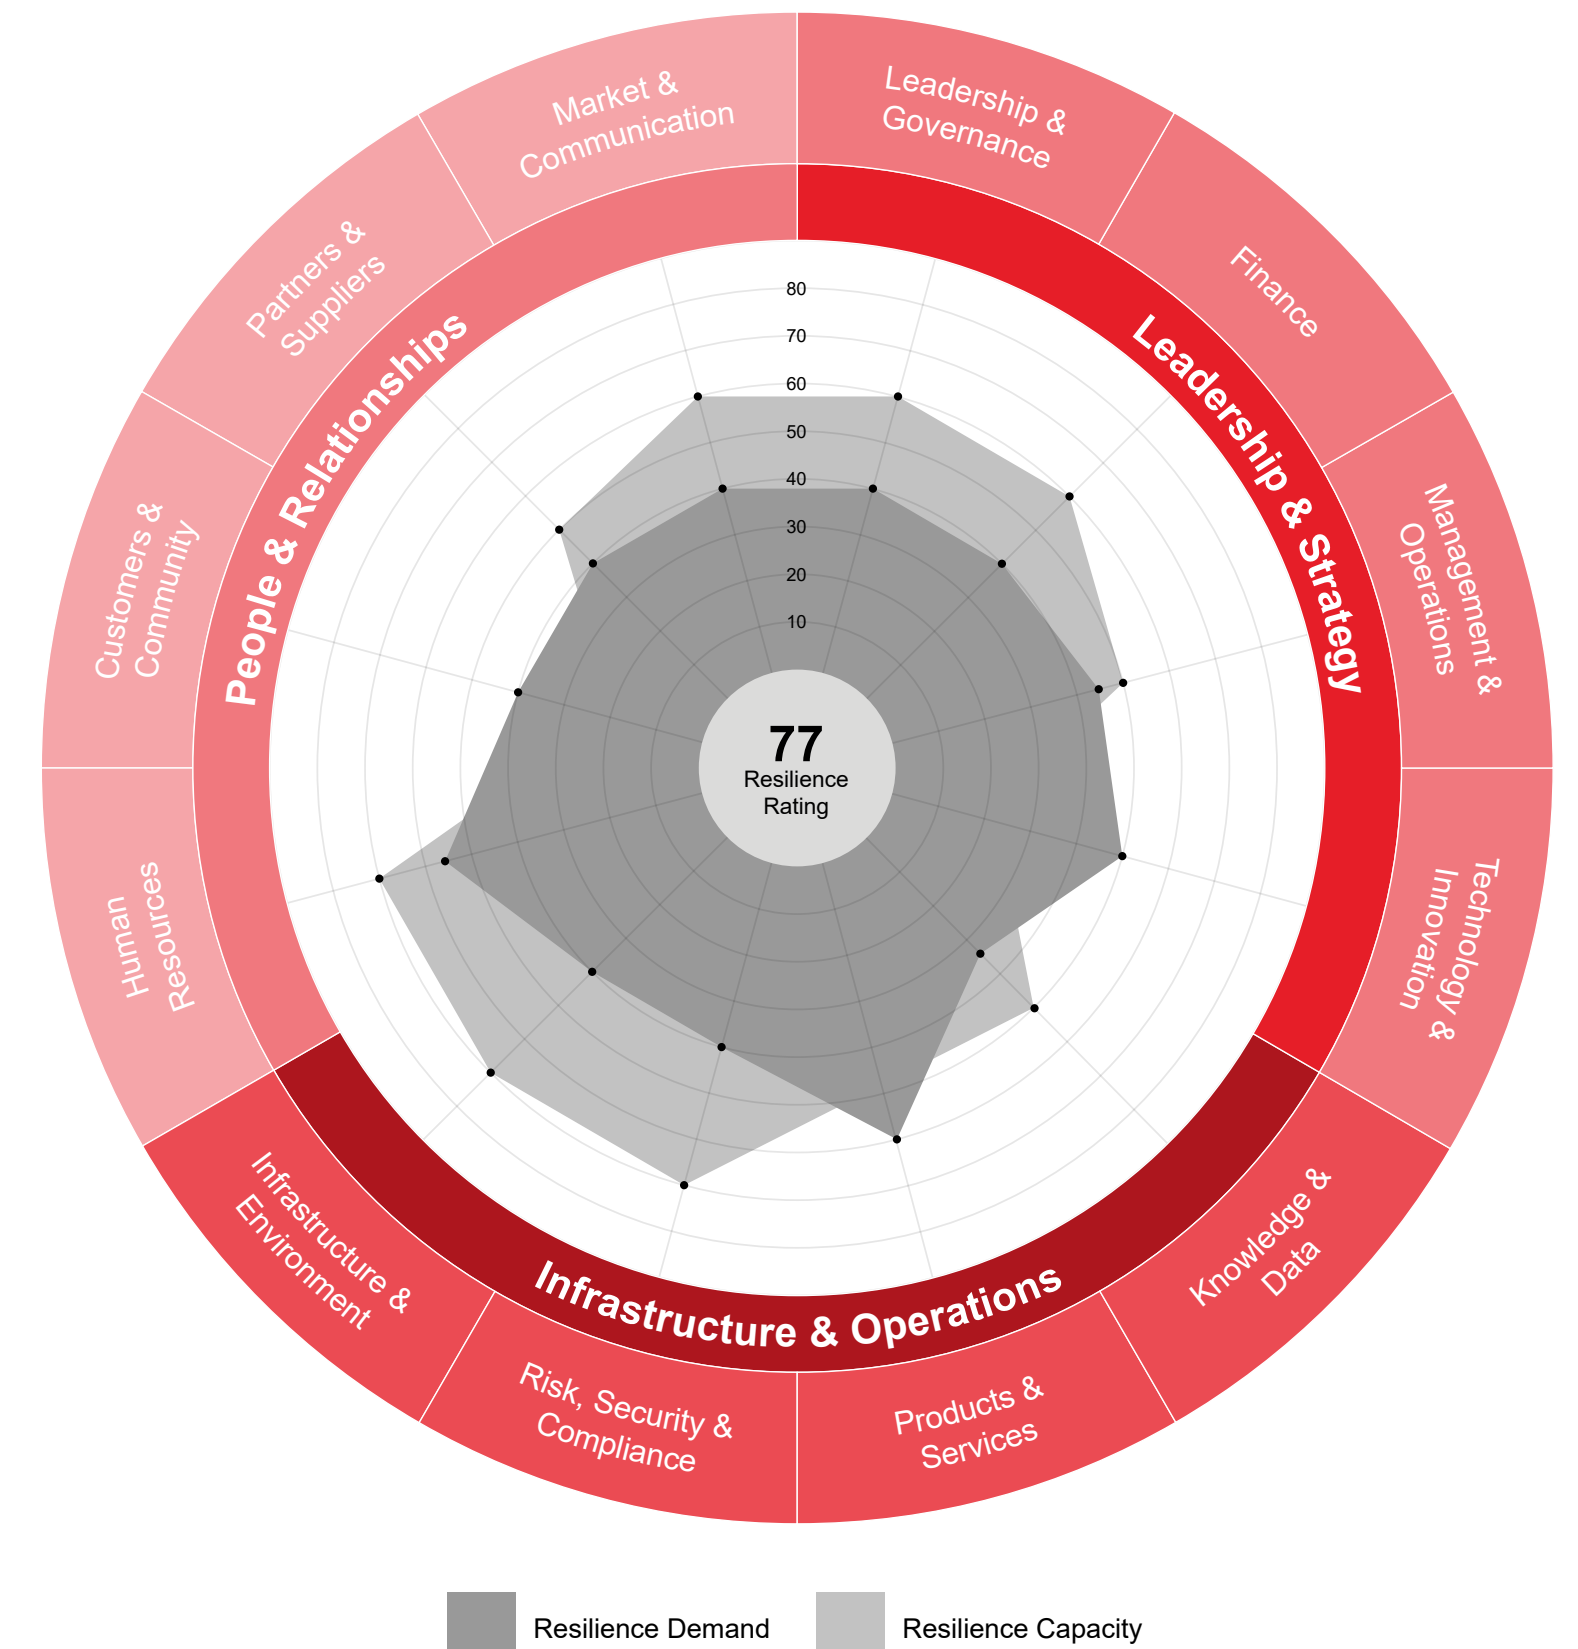 Market &
Communication
Leadership &
Governance
Partners &
Suppliers
Finance
People & Relationships
Leadership & Strategy
80
70
60
50
40
30
20
10
Customers &
Community
Management &
Operations
77
Resilience
Rating
Human
Resources
Technology &
Innovation
Infrastructure &
Environment
Knowledge &
Data
Infrastructure & Operations
Risk, Security &
Compliance
Products &
Services
Resilience Demand
Resilience Capacity